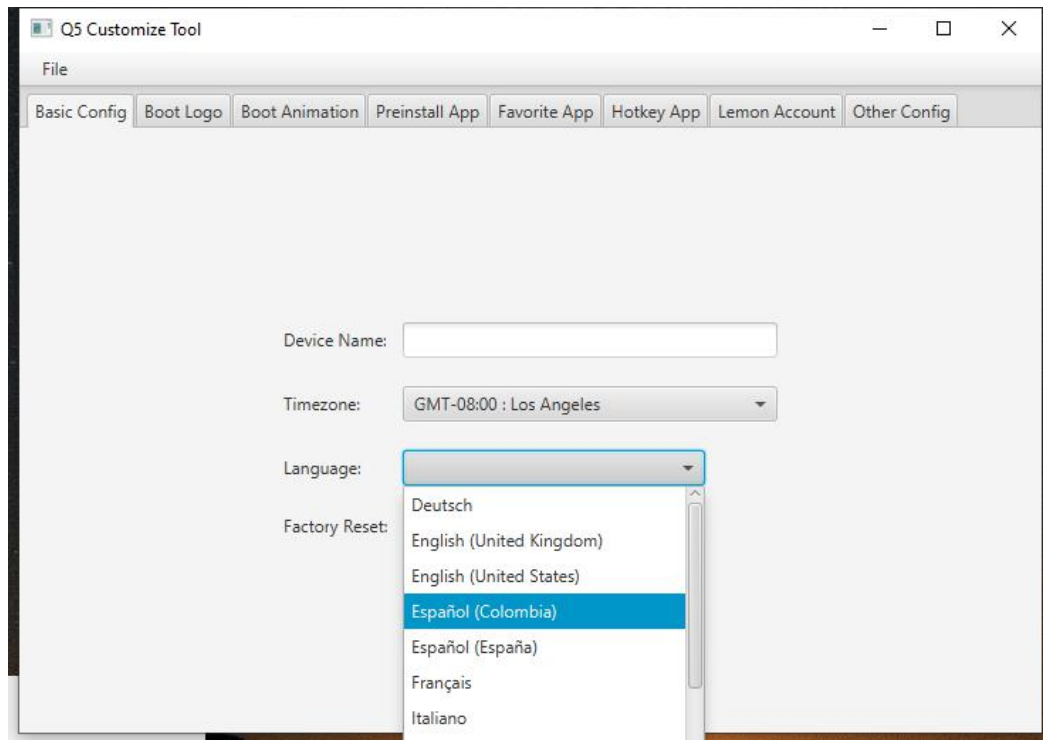 Q5 Customize Tool
File
Basic Config Boot Logo Boot Animation Preinstall App Favorite App Hotkey App Lemon Account Other Config
Device Name:
Timezone: GMT-08:00 : Los Angeles
Language:
Deutsch
Factory Reset:
English (United Kingdom)
English (United States)
Español (Colombia)
Español (España)
Français
Italiano